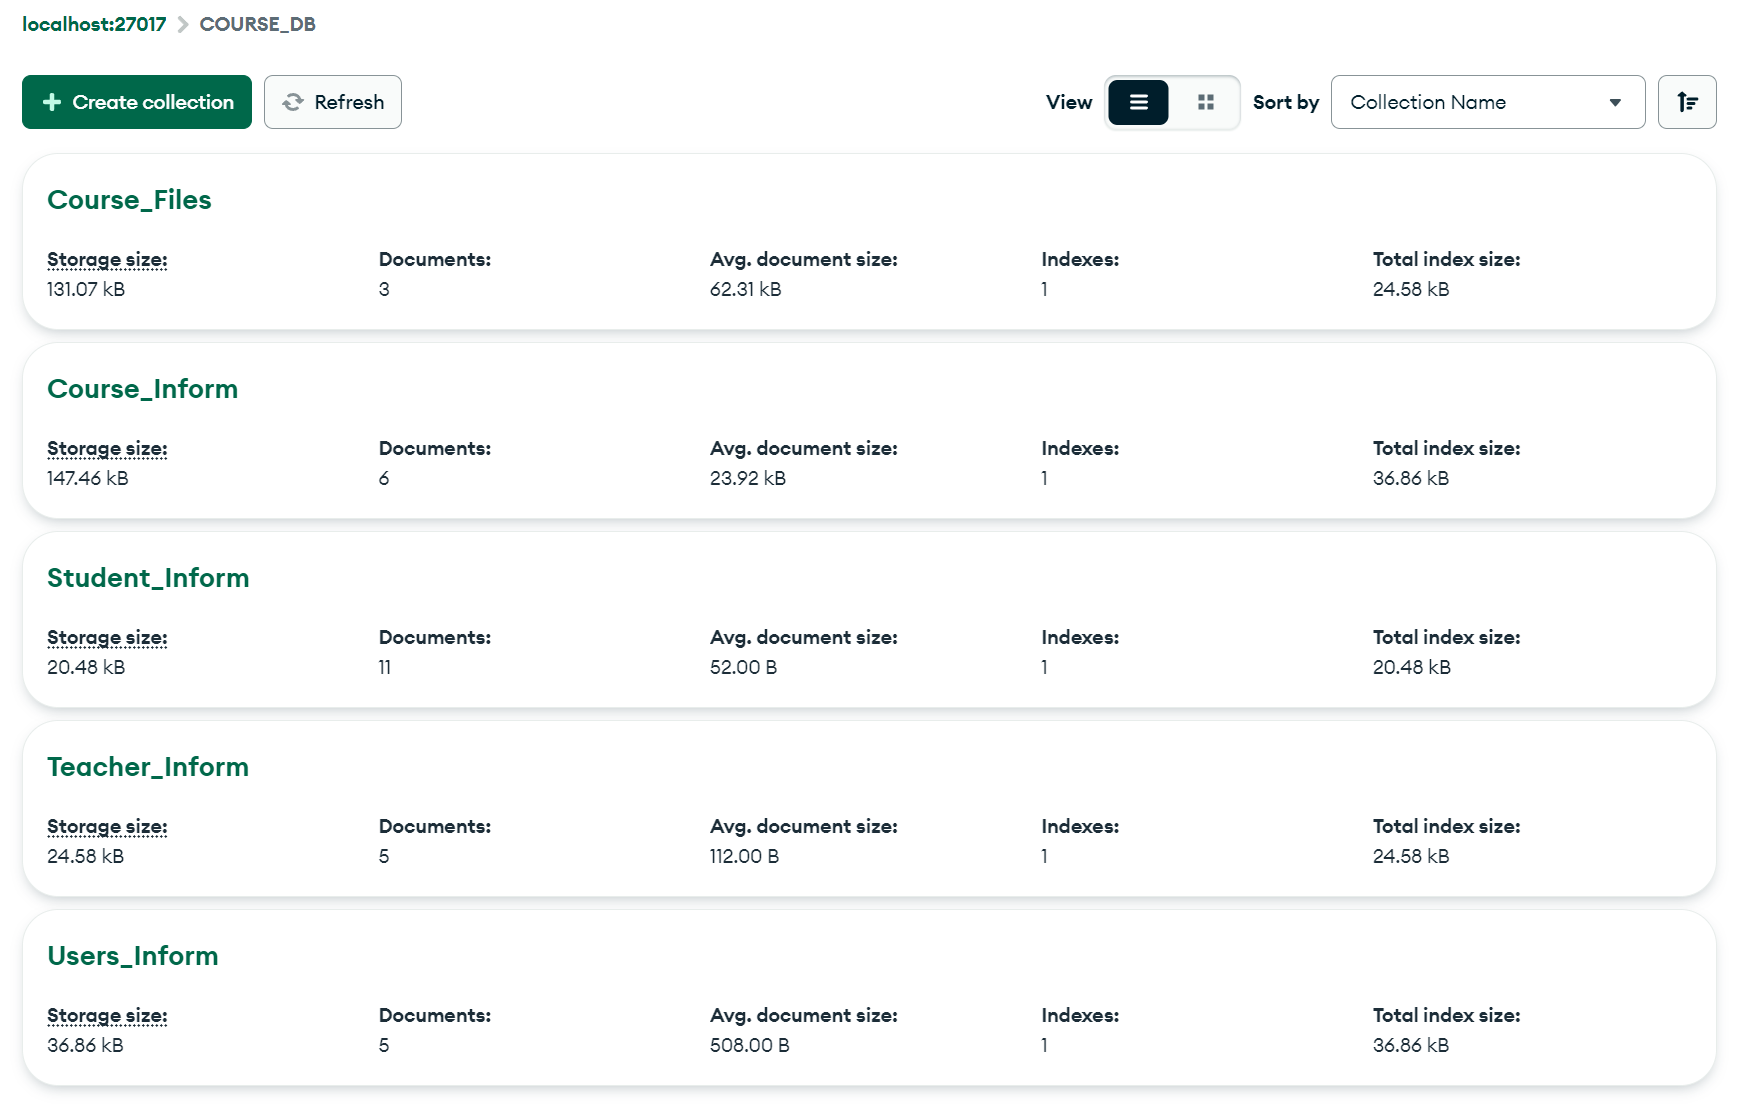 localhost:27017 > COURSE_DB
+ Create collection Refresh View Sort by Collection Name
Course_Files
Storage size: Documents: Avg. document size: Indexes: Total index size:
131.07 kB 3 62.31 kB 1 24.58 kB
Course_Inform
Storage size: Documents: Avg. document size: Indexes: Total index size:
147.46 kB 6 23.92 kB 1 36.86 kB
Student_Inform
Storage size: Documents: Avg. document size: Indexes: Total index size:
20.48 kB 11 52.00 B 1 20.48 kB
Teacher_Inform
Storage size: Documents: Avg. document size: Indexes: Total index size:
24.58 kB 5 112.00 B 1 24.58 kB
Users_Inform
Storage size: Documents: Avg. document size: Indexes: Total index size:
36.86 kB 5 508.00 B 1 36.86 kB